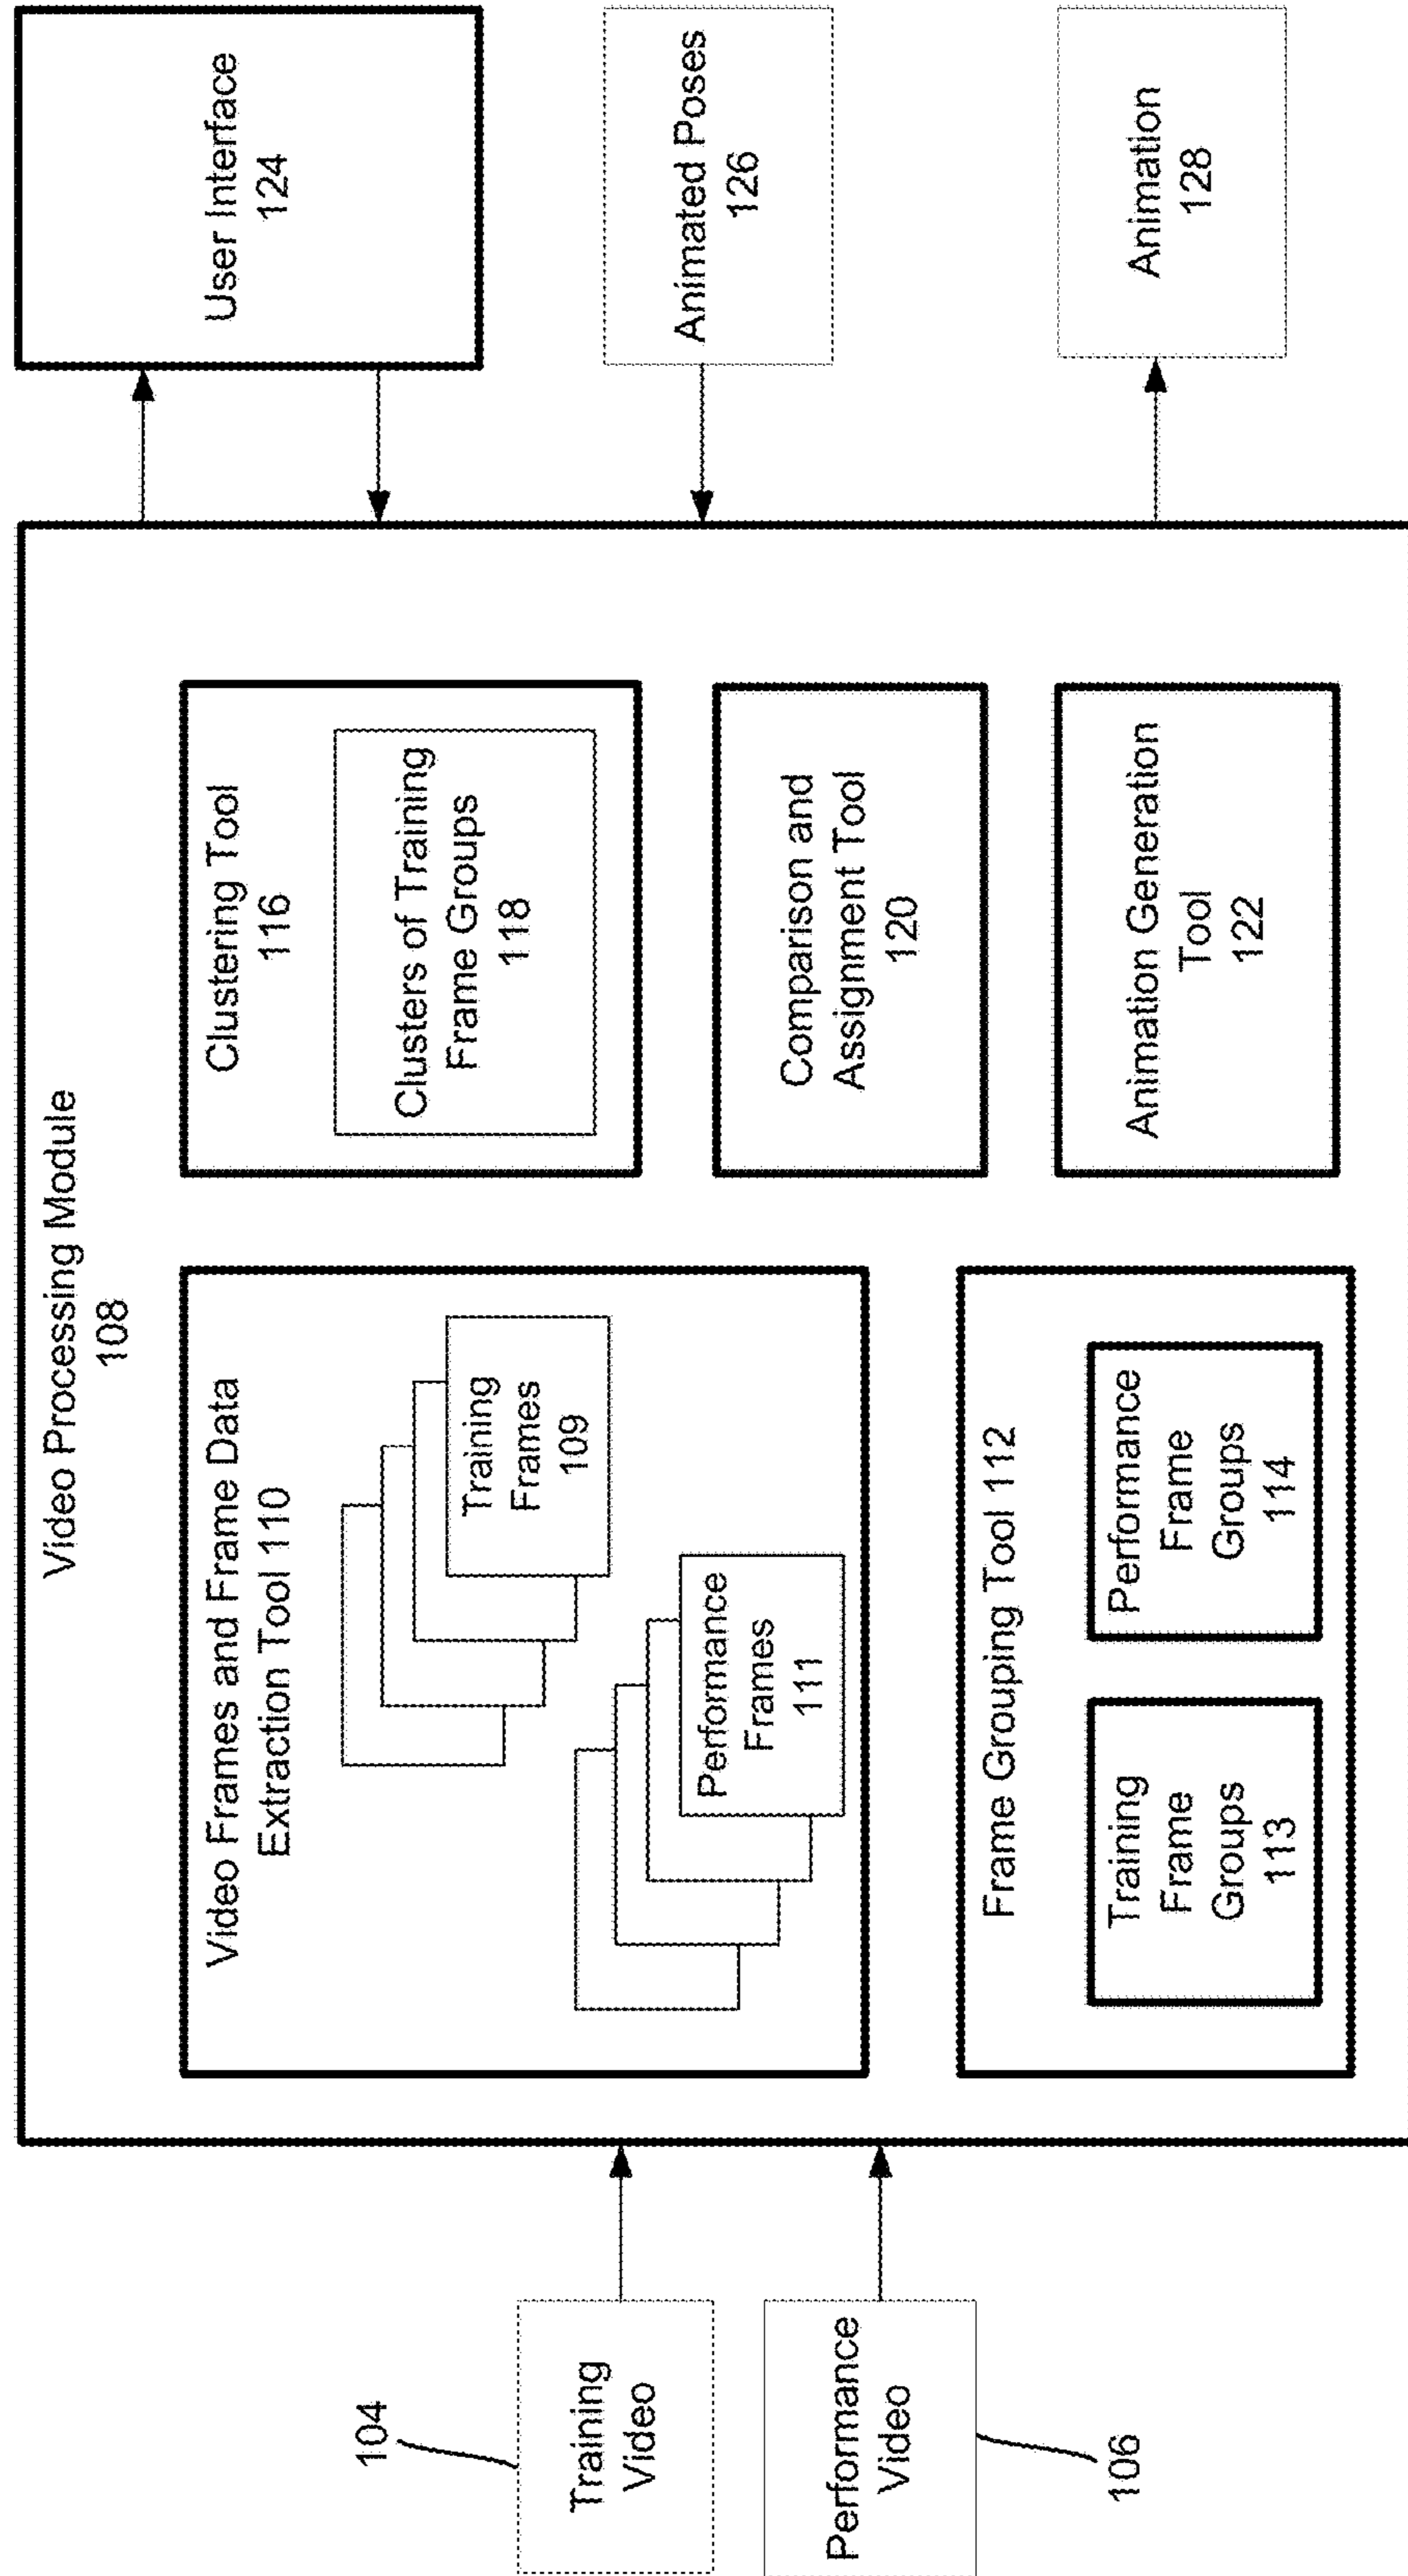 104
Training
Video
Performance
Video
106
Video Processing Module
108
Video Frames and Frame Data
Extraction Tool 110
Training
Frames
109
Performance
Frames
111
Frame Grouping Tool 112
Training
Frame
Groups
113
Performance
Frame
Groups
114
Clustering Tool
116
Clusters of Training
Frame Groups
118
Comparison and
Assignment Tool
120
Animation Generation
Tool
122
User Interface
124
Animated Poses
126
Animation
128